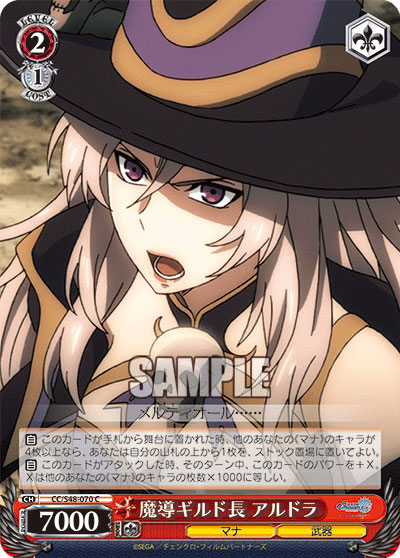 LEVEL
2
1
COST
SAMPLE
メルティオール……
このカードが手札から舞台に置かれた時、他のあなたの《マナ》のキャラが
4枚以上なら、あなたは自分の山札の上から1枚を、ストック置場に置いてよい。
このカードがアタックした時、そのターン中、このカードのパワーを+X。
Xは他のあなたの《マナ》のキャラの枚数×1000に等しい。
CH CC/S48-070 C
7000
魔導ギルド長 アルドラ
マナ 武器
©SEGA/チェンクロ・フィルムパートナーズ